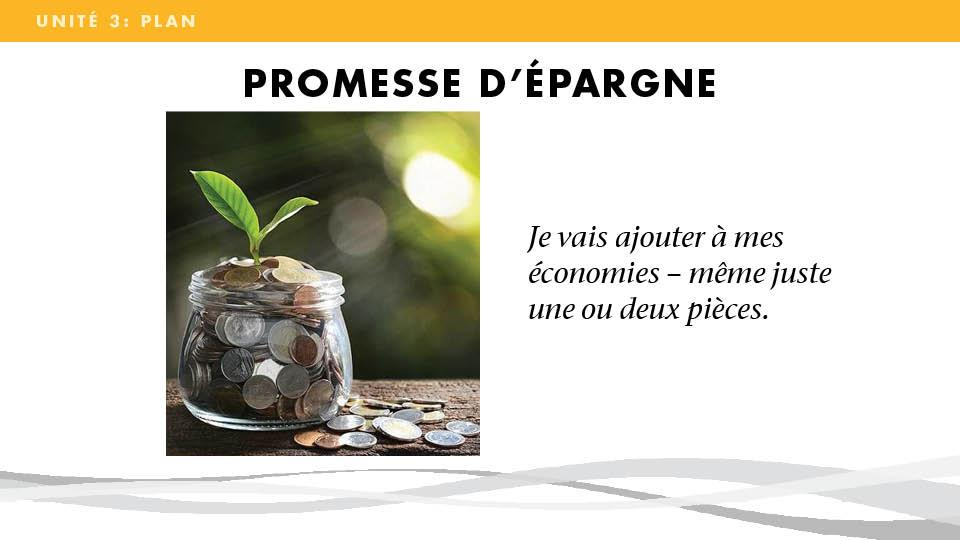 UNITÉ 3: PLAN
PROMESSE D’ÉPARGNE
Je vais ajouter à mes
économies – même juste
une ou deux pièces.